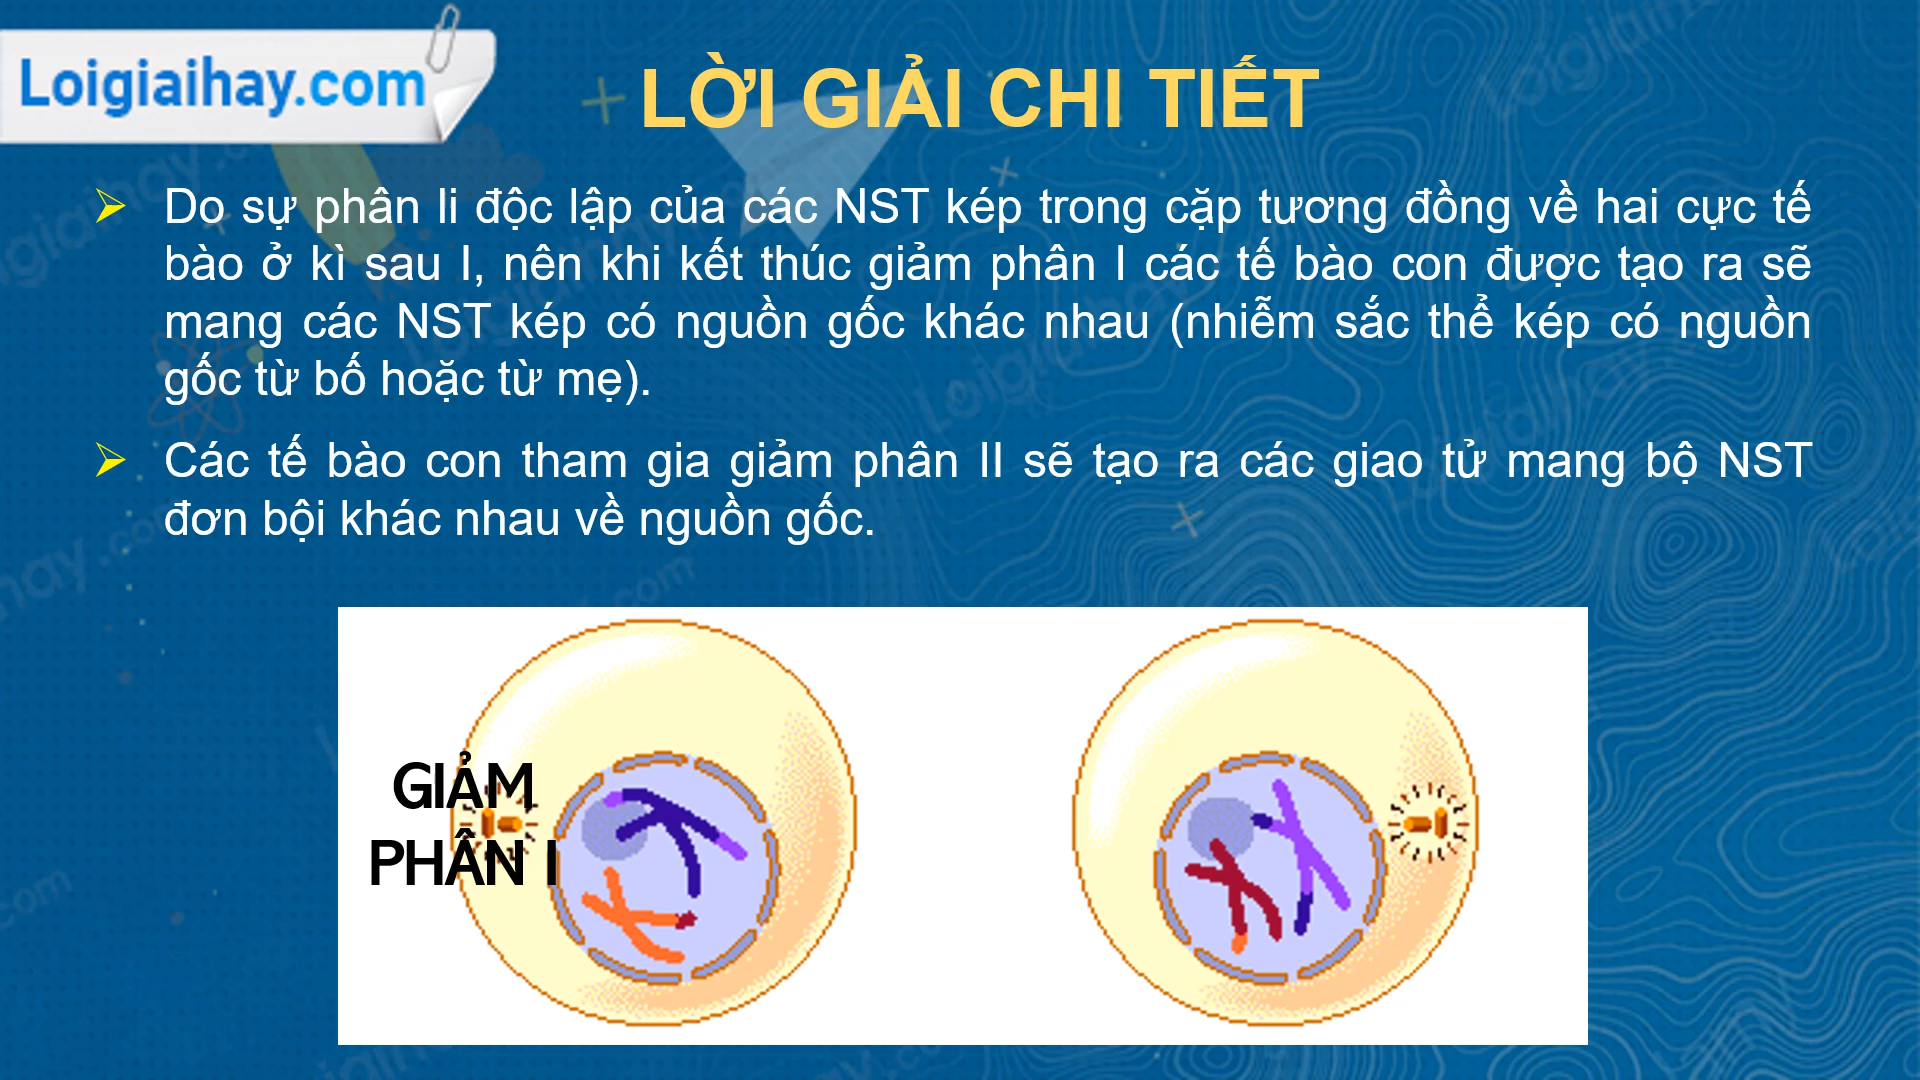 Loigiaihay.com
LỜI GIẢI CHI TIẾT
Do sự phân li độc lập của các NST kép trong cặp tương đồng về hai cực tế
bào ở kì sau I, nên khi kết thúc giảm phân I các tế bào con được tạo ra sẽ
mang các NST kép có nguồn gốc khác nhau (nhiễm sắc thể kép có nguồn
gốc từ bố hoặc từ mẹ).
Các tế bào con tham gia giảm phân II sẽ tạo ra các giao tử mang bộ NST
đơn bội khác nhau về nguồn gốc.
GIẢM
PHÂN I